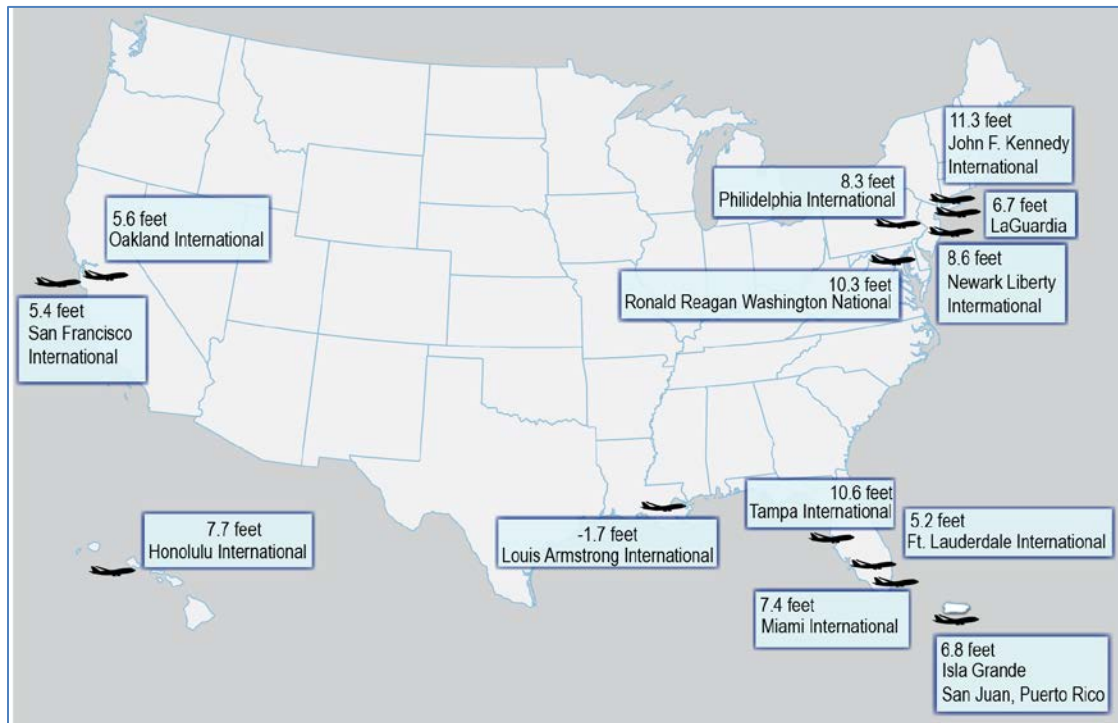 11.3 feet
John F. Kennedy
International
8.3 feet
Philidelphia International
6.7 feet
LaGuardia
5.6 feet
Oakland International
8.6 feet
Newark Liberty
International
10.3 feet
Ronald Reagan Washington National
5.4 feet
San Francisco
International
10.6 feet
Tampa International
5.2 feet
Ft. Lauderdale International
7.7 feet
Honolulu International
-1.7 feet
Louis Armstrong International
7.4 feet
Miami International
6.8 feet
Isla Grande
San Juan, Puerto Rico